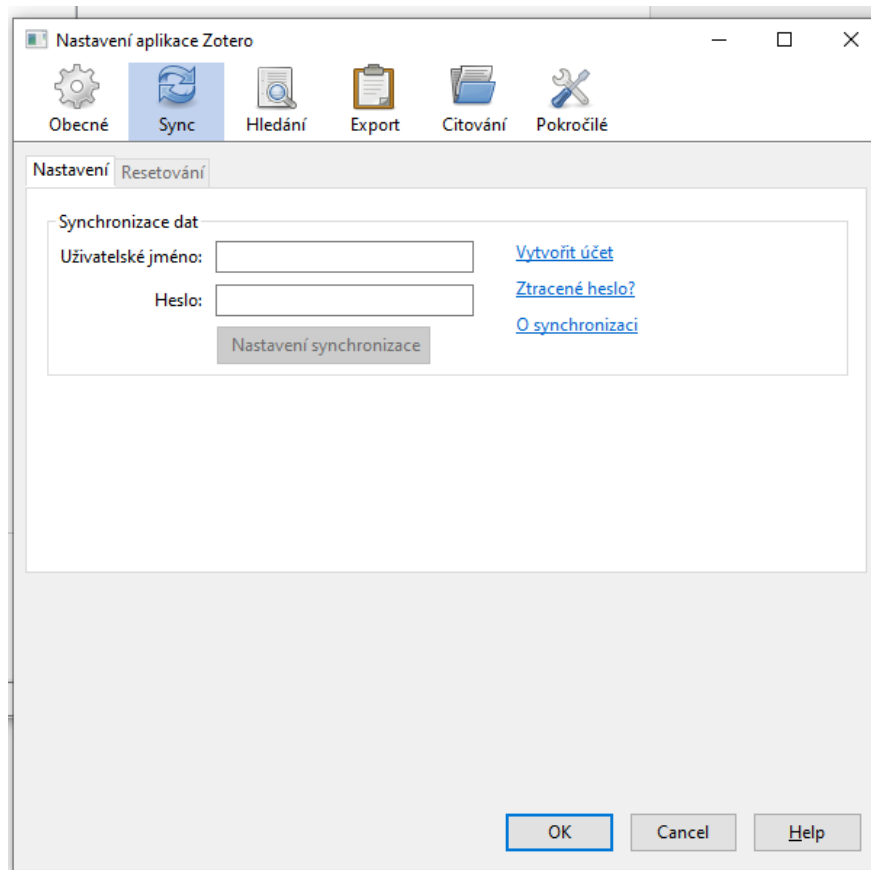 Nastavení aplikace Zotero
Obecné Sync Hledání Export Citování Pokročilé
Nastavení Resetování
Synchronizace dat
Uživatelské jméno: Vytvořit účet
Ztracené heslo?
Heslo:
O synchronizaci
Nastavení synchronizace
OK Cancel Help